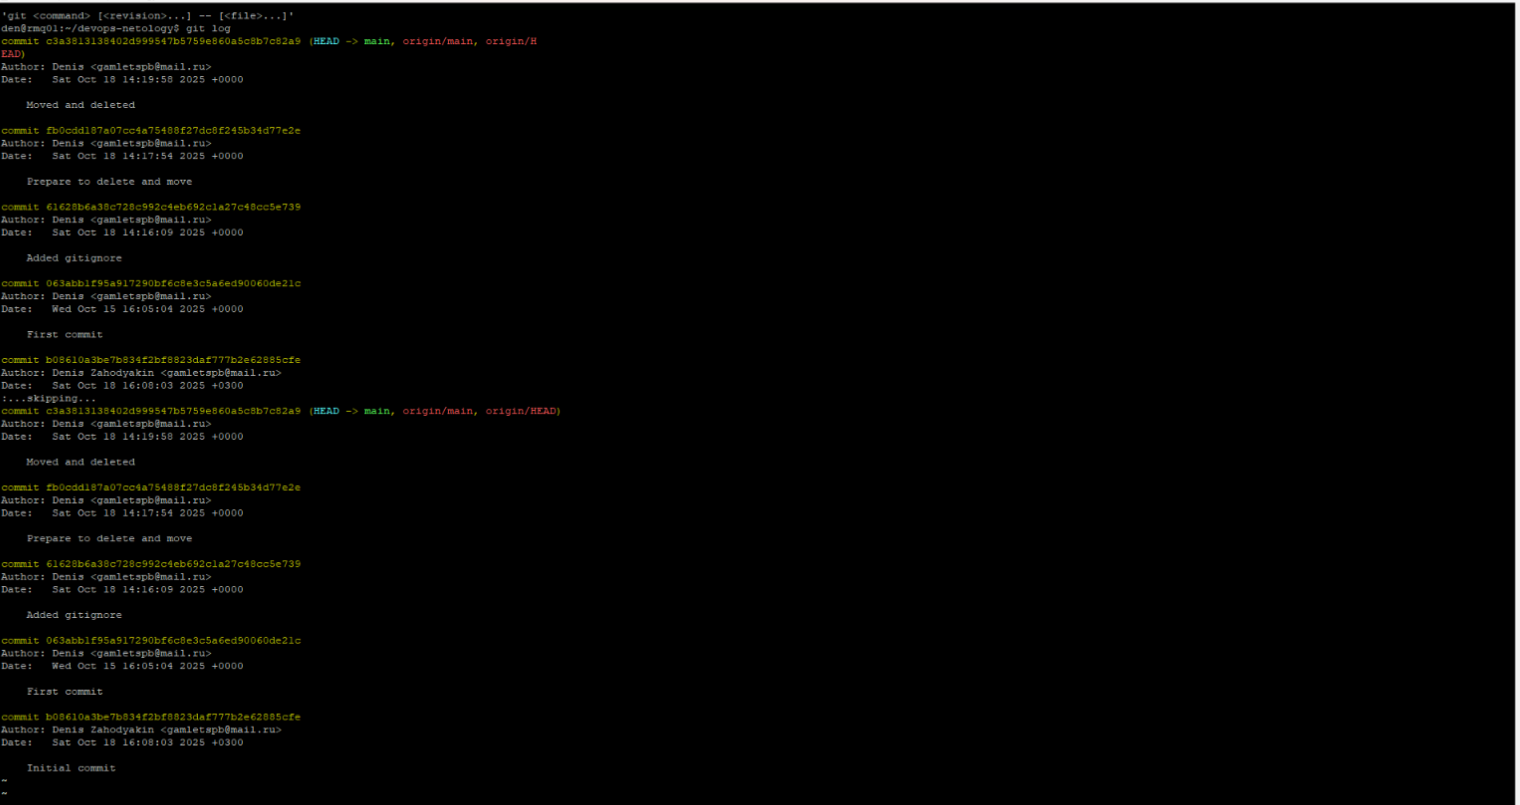 'git <command> [<revision>...] -- [<file>...]'
den@rmq01:~/devops-netology$ git log
commit c3a3813138402d999547b5759e860a5c8b7c82a9 (HEAD -> main, origin/main, origin/H
EAD)
Author: Denis <gamletspb@mail.ru>
Date:   Sat Oct 18 14:19:58 2025 +0000
    Moved and deleted
commit fb0cdd187a07cc4a75488f27dc8f245b34d77e2e
Author: Denis <gamletspb@mail.ru>
Date:   Sat Oct 18 14:17:54 2025 +0000
    Prepare to delete and move
commit 61628b6a38c728c992c4eb692c1a27c48cc5e739
Author: Denis <gamletspb@mail.ru>
Date:   Sat Oct 18 14:16:09 2025 +0000
    Added gitignore
commit 063abb1f95a917290bf6c8e3c5a6ed90060de21c
Author: Denis <gamletspb@mail.ru>
Date:   Wed Oct 15 16:05:04 2025 +0000
    First commit
commit b08610a3be7b834f2bf8823daf777b2e62885cfe
Author: Denis Zahodyakin <gamletspb@mail.ru>
Date:   Sat Oct 18 16:08:03 2025 +0300
:...skipping...
commit c3a3813138402d999547b5759e860a5c8b7c82a9 (HEAD -> main, origin/main, origin/HEAD)
Author: Denis <gamletspb@mail.ru>
Date:   Sat Oct 18 14:19:58 2025 +0000
    Moved and deleted
commit fb0cdd187a07cc4a75488f27dc8f245b34d77e2e
Author: Denis <gamletspb@mail.ru>
Date:   Sat Oct 18 14:17:54 2025 +0000
    Prepare to delete and move
commit 61628b6a38c728c992c4eb692c1a27c48cc5e739
Author: Denis <gamletspb@mail.ru>
Date:   Sat Oct 18 14:16:09 2025 +0000
    Added gitignore
commit 063abb1f95a917290bf6c8e3c5a6ed90060de21c
Author: Denis <gamletspb@mail.ru>
Date:   Wed Oct 15 16:05:04 2025 +0000
    First commit
commit b08610a3be7b834f2bf8823daf777b2e62885cfe
Author: Denis Zahodyakin <gamletspb@mail.ru>
Date:   Sat Oct 18 16:08:03 2025 +0300
    Initial commit
~
~